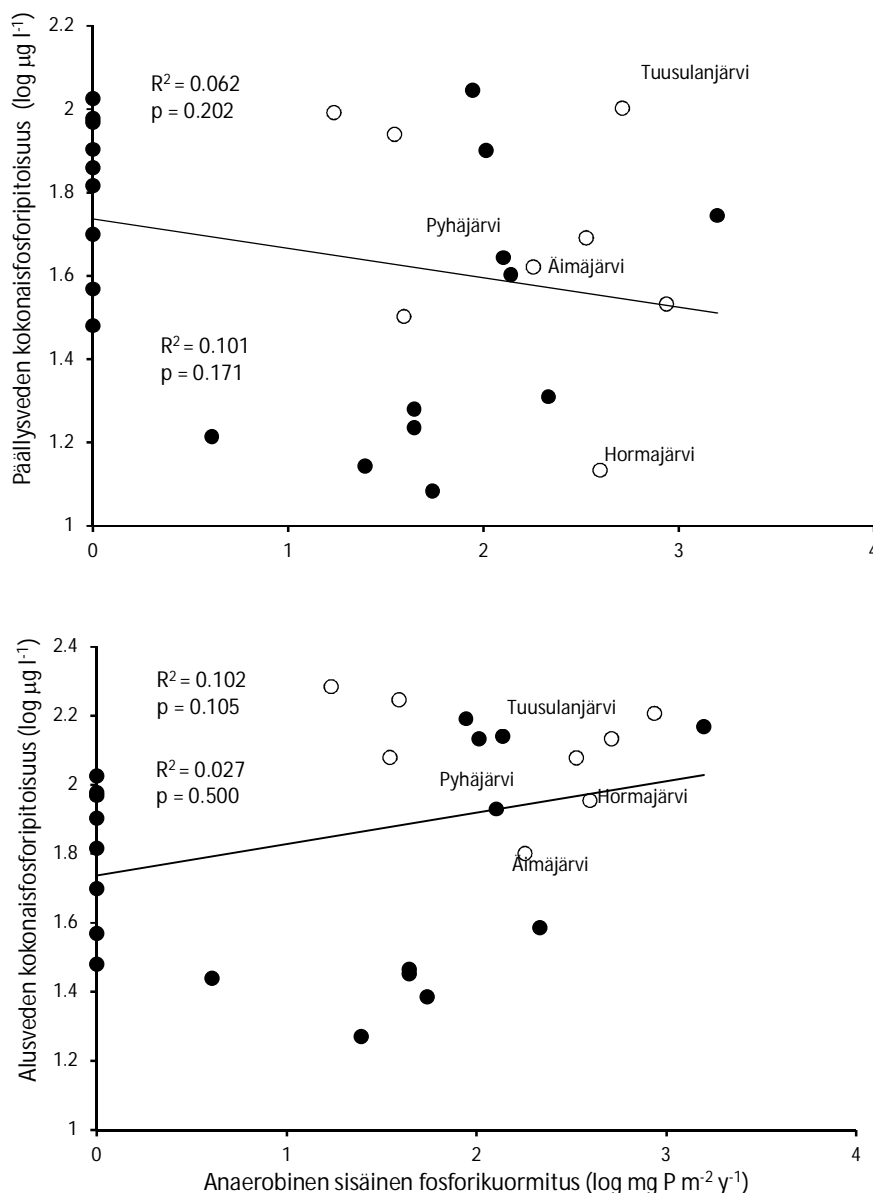 Päällysveden kokonaisfosforipitoisuus (log µg l-1)
2.2
2
1.8
1.6
1.4
1.2
1
R2 = 0.062
p = 0.202
Tuusulanjärvi
Pyhäjärvi
Äimäjärvi
R2 = 0.101
p = 0.171
Hormajärvi
0 1 2 3 4
Alusveden kokonaisfosforipitoisuus (log µg l-1)
2.4
2.2
2
1.8
1.6
1.4
1.2
1
R2 = 0.102
p = 0.105
Tuusulanjärvi
R2 = 0.027
p = 0.500
Pyhäjärvi
Hormajärvi
Äimäjärvi
0 1 2 3 4
Anaerobinen sisäinen fosforikuormitus (log mg P m-2 y-1)